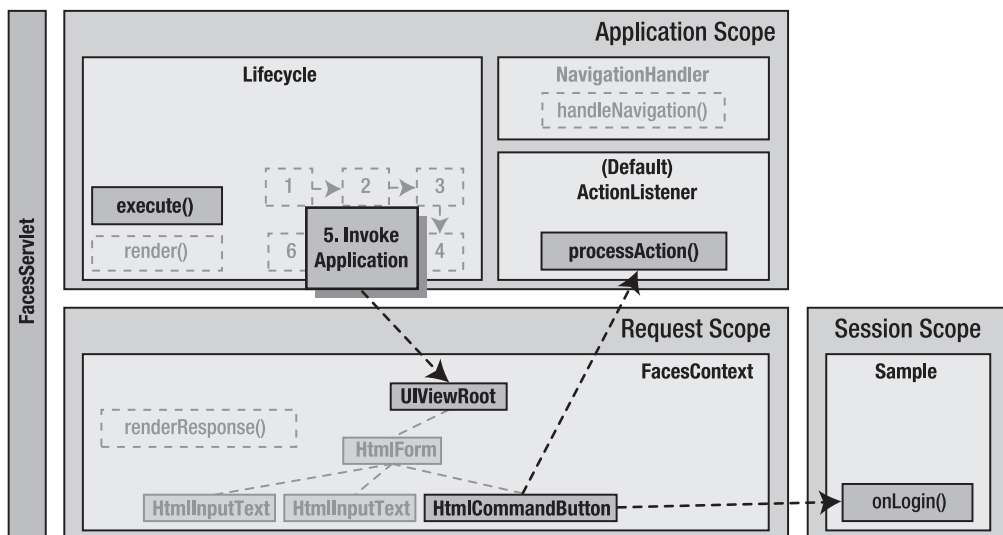 FacesServlet
Application Scope
Lifecycle
execute()
render()
1
2
3
6
5. Invoke
Application
4
NavigationHandler
handleNavigation()
(Default)
ActionListener
processAction()
Request Scope
FacesContext
UIViewRoot
renderResponse()
HtmlForm
HtmlInputText
HtmlInputText
HtmlCommandButton
Session Scope
Sample
onLogin()